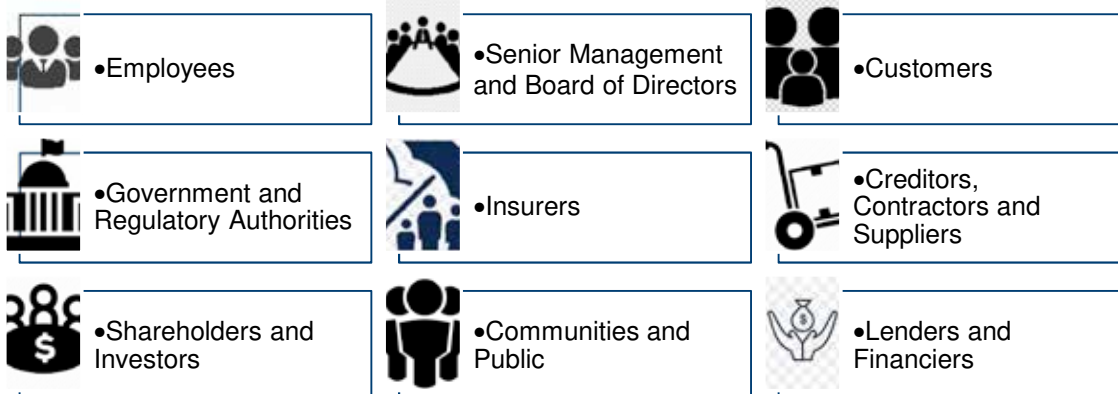 •Employees
•Senior Management
and Board of Directors
•Customers
•Government and
Regulatory Authorities
•Insurers
•Creditors,
Contractors and
Suppliers
•Shareholders and
Investors
•Communities and
Public
•Lenders and
Financiers